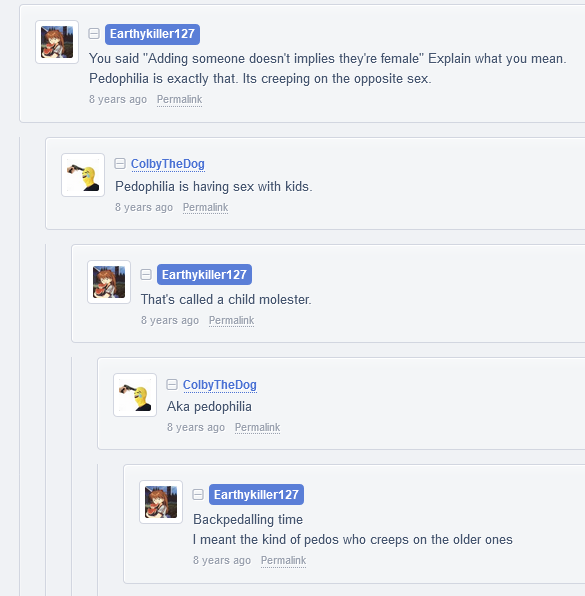 Earthykiller127
You said "Adding someone doesn't implies they're female" Explain what you mean.
Pedophilia is exactly that. Its creeping on the opposite sex.
8 years ago Permalink
ColbyTheDog
Pedophilia is having sex with kids.
8 years ago Permalink
Earthykiller127
That's called a child molester.
8 years ago Permalink
ColbyTheDog
Aka pedophilia
8 years ago Permalink
Earthykiller127
Backpedalling time
I meant the kind of pedos who creeps on the older ones
8 years ago Permalink